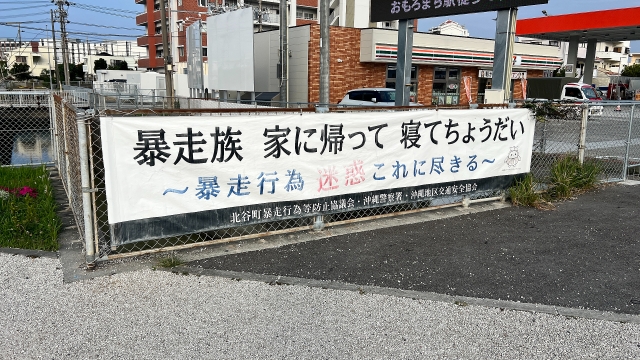 おもろまち駅徒歩
暴走族 家に帰って 寝てちょうだい
～暴走行為 迷惑 これに尽きる～
北谷町暴走行為等防止協議会・沖縄警察署・沖縄地区交通安全協会